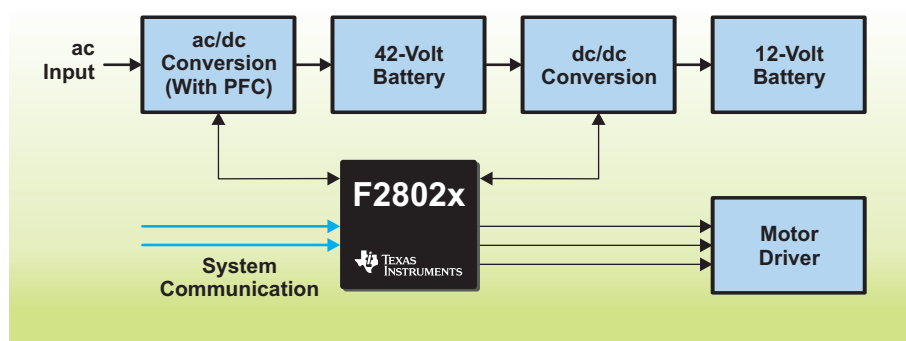 ac
Input
ac/dc
Conversion
(With PFC)
42-Volt
Battery
dc/dc
Conversion
12-Volt
Battery
F2802x
TEXAS
INSTRUMENTS
System
Communication
Motor
Driver